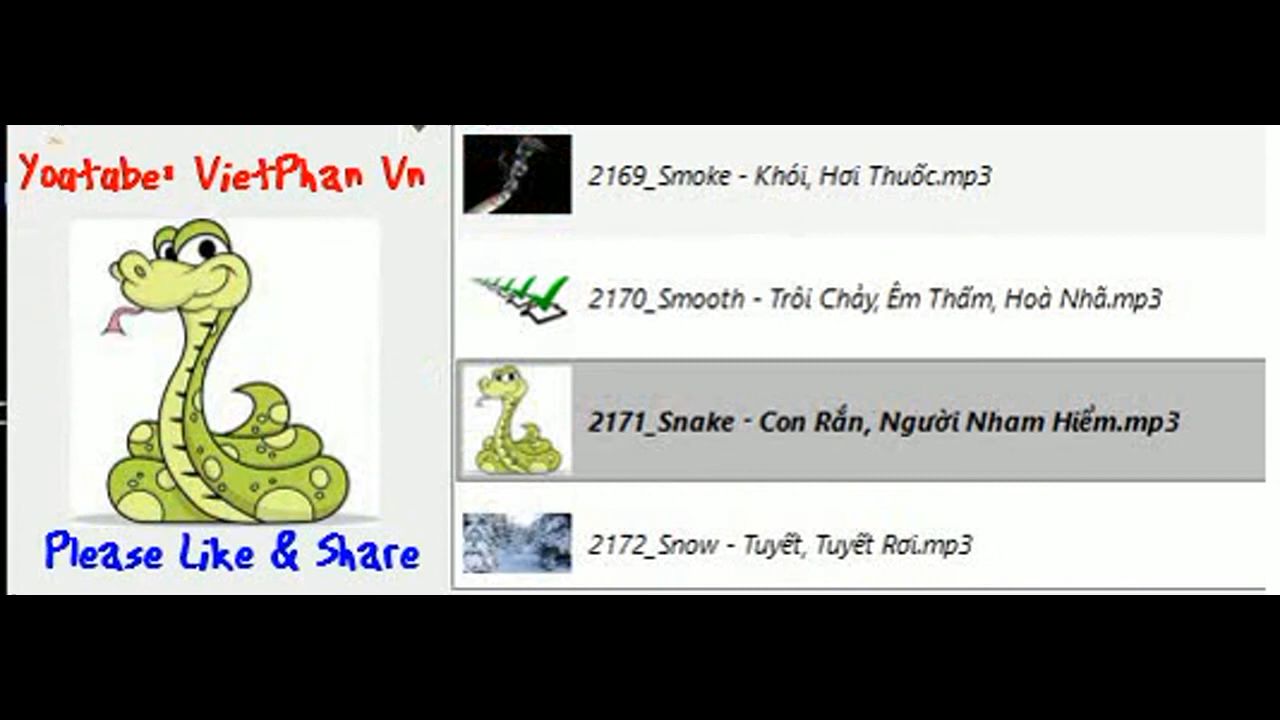 Youtube: VietPhan Vn
Please Like & Share
2169_Smoke - Khói, Hơi Thuốc.mp3
2170_Smooth - Trôi Chảy, Êm Thấm, Hoà Nhã.mp3
2171_Snake - Con Rắn, Người Nham Hiểm.mp3
2172_Snow - Tuyết, Tuyết Rơi.mp3